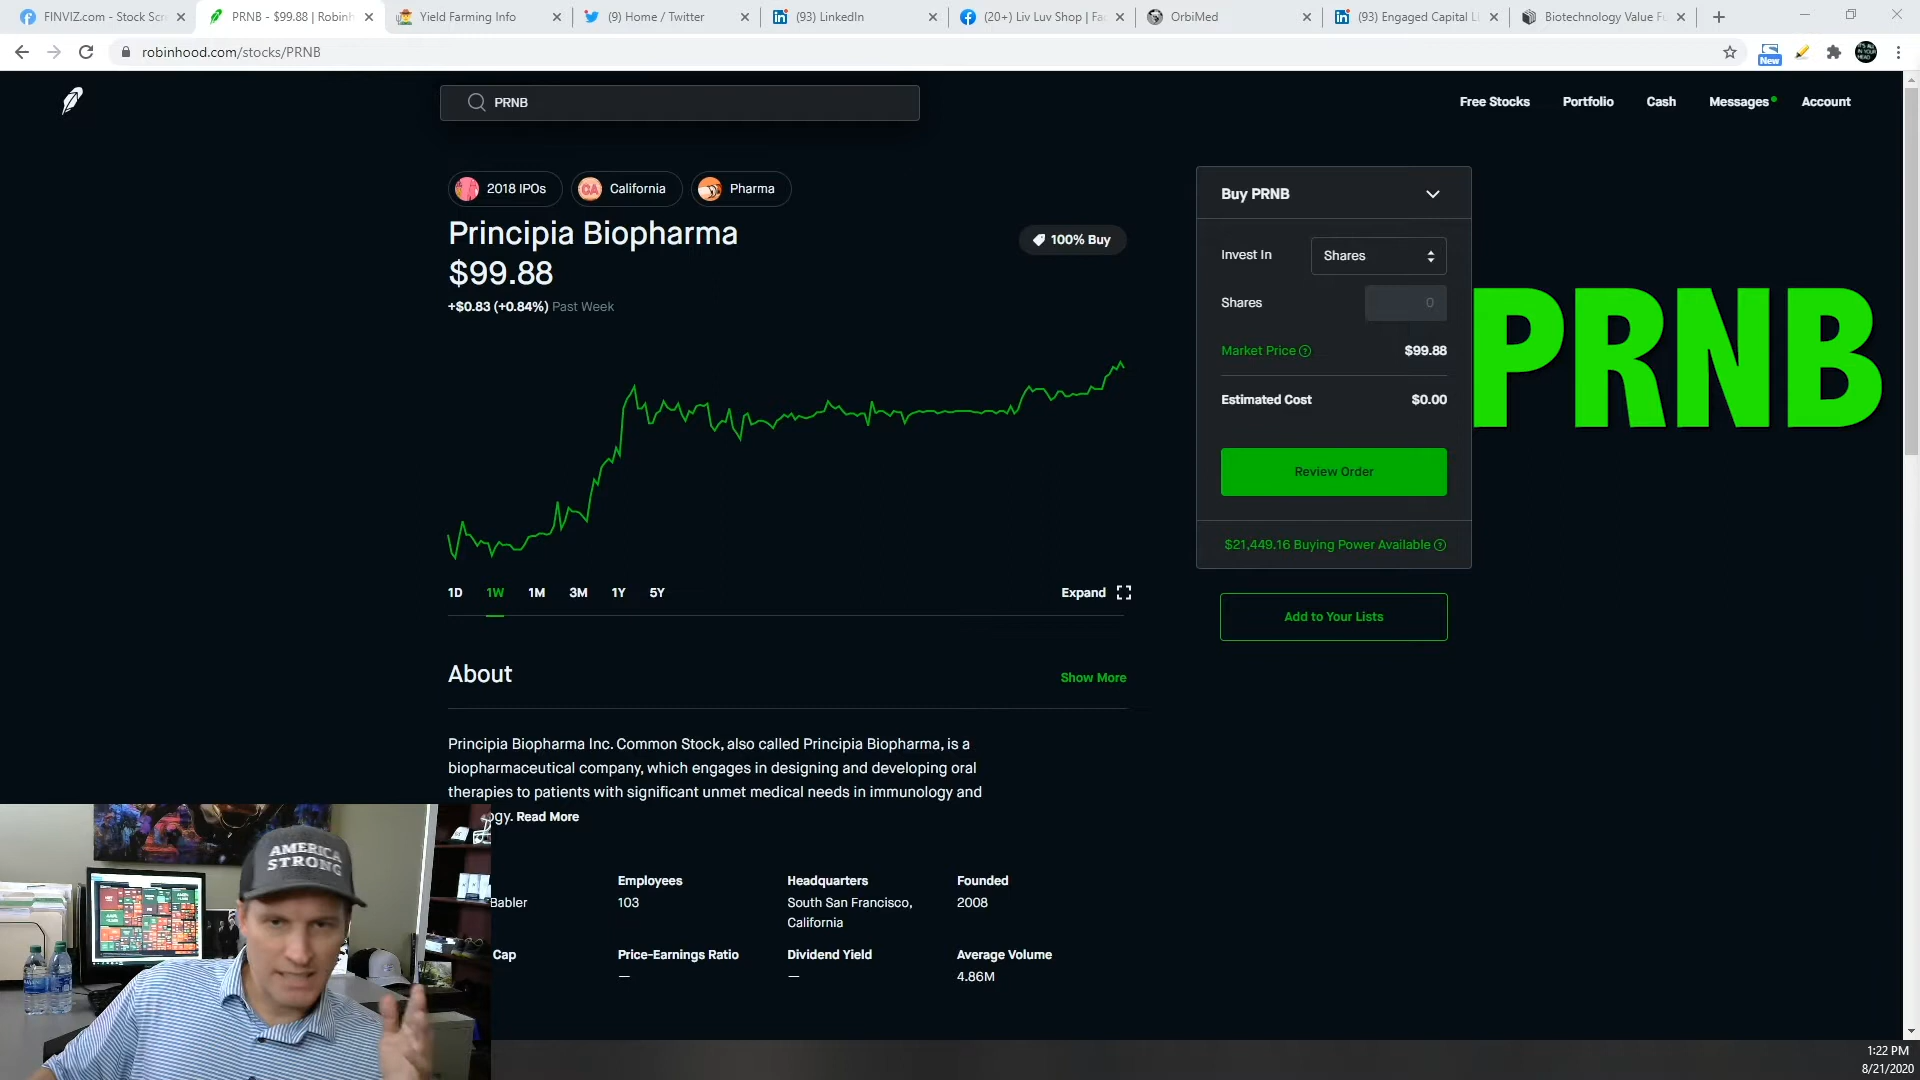 FINVIZ.com - Stock Scr
PRNB - $99.88 | Robinh
Yield Farming Info
(9) Home / Twitter
(93) LinkedIn
(20+) Liv Luv Shop | Fa
OrbiMed
(93) Engaged Capital L
Biotechnology Value Fu
robinhood.com/stocks/PRNB
New
PRNB
Free Stocks
Portfolio
Cash
Messages
Account
2018 IPOs
CA California
Pharma
Principia Biopharma
$99.88
+$0.83 (+0.84%) Past Week
100% Buy
1D 1W 1M 3M 1Y 5Y
Expand
Buy PRNB
Invest In Shares
Shares 0
Market Price ? $99.88
Estimated Cost $0.00
Review Order
$21,449.16 Buying Power Available ?
Add to Your Lists
PRNB
About
Show More
Principia Biopharma Inc. Common Stock, also called Principia Biopharma, is a
biopharmaceutical company, which engages in designing and developing oral
therapies to patients with significant unmet medical needs in immunology and
ogy. Read More
Employees Headquarters Founded
Babler 103 South San Francisco, 2008
California
Cap Price-Earnings Ratio Dividend Yield Average Volume
— — 4.86M
AMERICA
STRONG
1:22 PM
8/21/2020